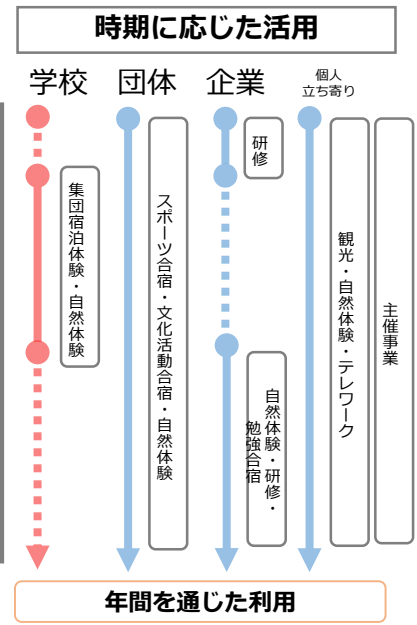 時期に応じた活用
学校
団体
企業
個人
立ち寄り
集団宿泊体験・自然体験
スポーツ合宿・文化活動合宿・自然体験
研修
自然体験・研修・
勉強合宿
観光・自然体験・テレワーク
主催事業
年間を通じた利用